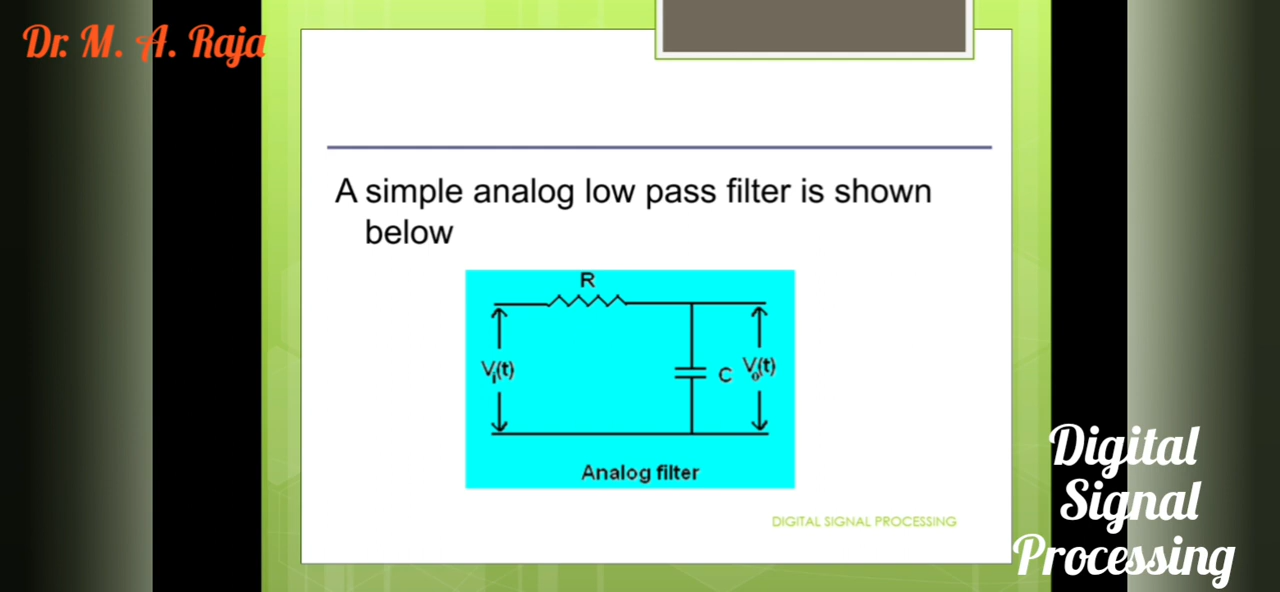 Dr. M. A. Raja
A simple analog low pass filter is shown
below
R
Vi(t)
C
Vo(t)
Analog filter
DIGITAL SIGNAL PROCESSING
Digital
Signal
Processing